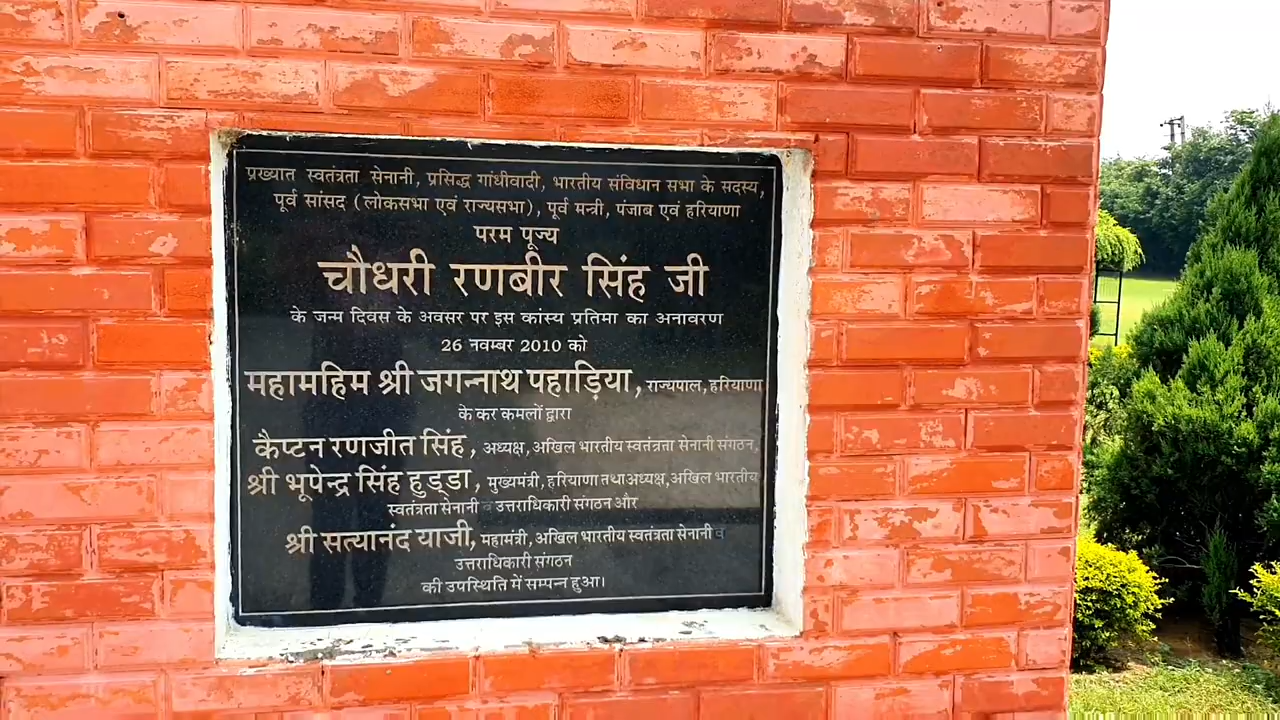 प्रख्यात स्वतंत्रता सेनानी, प्रसिद्ध गांधीवादी, भारतीय संविधान सभा के सदस्य,
पूर्व सांसद (लोकसभा एवं राज्यसभा), पूर्व मन्त्री, पंजाब एवं हरियाणा
परम पूज्य
चौधरी रणबीर सिंह जी
के जन्म दिवस के अवसर पर इस कांस्य प्रतिमा का अनावरण
26 नवम्बर 2010 को
महामहिम श्री जगन्नाथ पहाड़िया, राज्यपाल, हरियाणा
के कर कमलों द्वारा
कैप्टन रणजीत सिंह, अध्यक्ष, अखिल भारतीय स्वतंत्रता सेनानी संगठन,
श्री भूपेन्द्र सिंह हुड्डा, मुख्यमंत्री, हरियाणा तथा अध्यक्ष, अखिल भारतीय
स्वतंत्रता सेनानी व उत्तराधिकारी संगठन और
श्री सत्यानंद याजी, महामंत्री, अखिल भारतीय स्वतंत्रता सेनानी व
उत्तराधिकारी संगठन
की उपस्थिति में सम्पन्न हुआ।